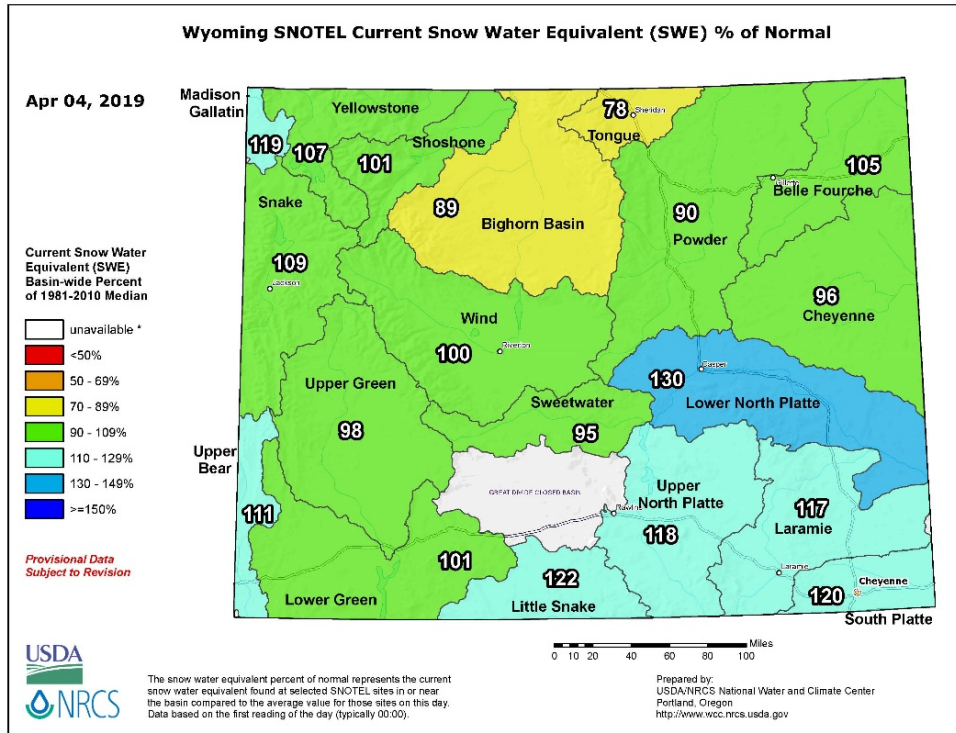 Wyoming SNOTEL Current Snow Water Equivalent (SWE) % of Normal
Apr 04, 2019
Madison
Gallatin
Yellowstone
78
Sheridan
Tongue
119
107
101
Shoshone
105
Gillette
Belle Fourche
Snake
89
Bighorn Basin
90
Powder
109
Jackson
96
Cheyenne
Wind
100
Riverton
Casper
130
Lower North Platte
Upper Green
98
Sweetwater
95
Upper
Bear
111
GREAT DIVIDE CLOSED BASIN
Rawlins
Upper
North Platte
118
117
Laramie
101
Lower Green
122
Little Snake
Laramie
Cheyenne
120
South Platte
Current Snow Water
Equivalent (SWE)
Basin-wide Percent
of 1981-2010 Median
unavailable *
<50%
50 - 69%
70 - 89%
90 - 109%
110 - 129%
130 - 149%
>=150%
Provisional Data
Subject to Revision
USDA
NRCS
The snow water equivalent percent of normal represents the current
snow water equivalent found at selected SNOTEL sites in or near
the basin compared to the average value for those sites on this day.
Data based on the first reading of the day (typically 00:00).
Miles
0 10 20 40 60 80 100
Prepared by:
USDA/NRCS National Water and Climate Center
Portland, Oregon
http://www.wcc.nrcs.usda.gov